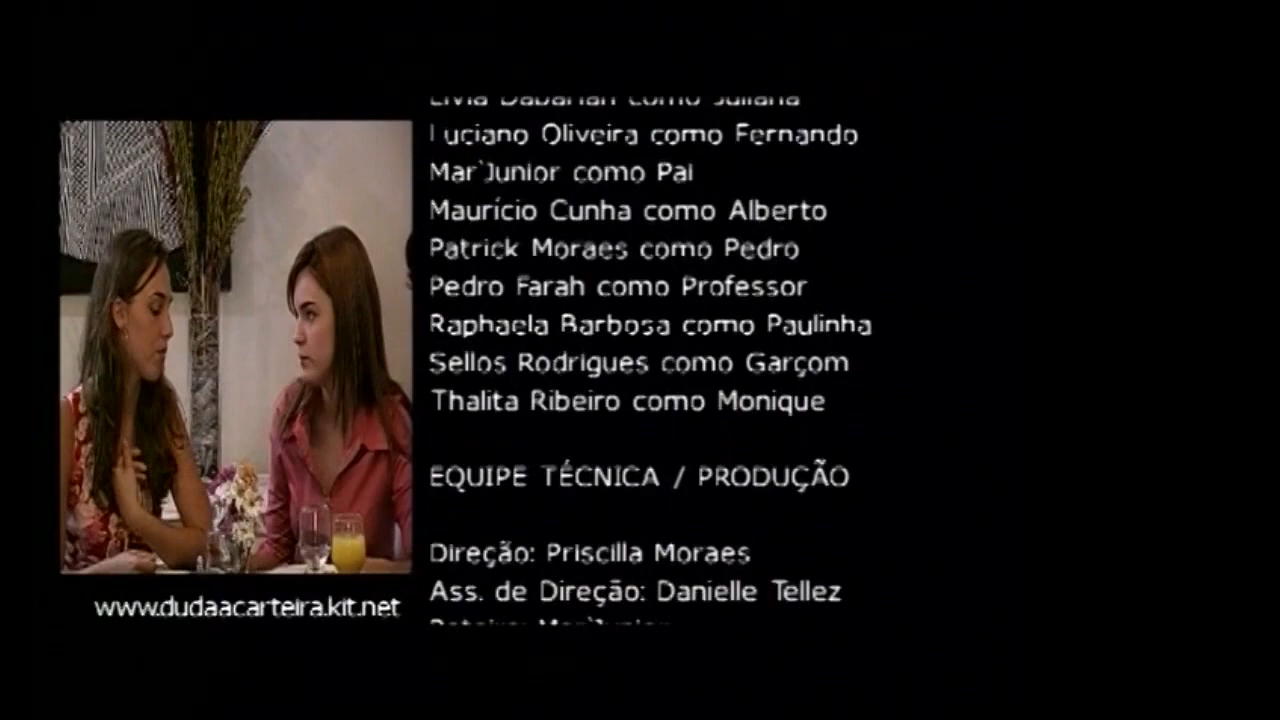 Luciano Oliveira como Fernando
Mar`Junior como Pai
Maurício Cunha como Alberto
Patrick Moraes como Pedro
Pedro Farah como Professor
Raphaela Barbosa como Paulinha
Sellos Rodrigues como Garçom
Thalita Ribeiro como Monique
EQUIPE TÉCNICA / PRODUÇÃO
Direção: Priscilla Moraes
Ass. de Direção: Danielle Tellez
www.dudaacarteira.kit.net